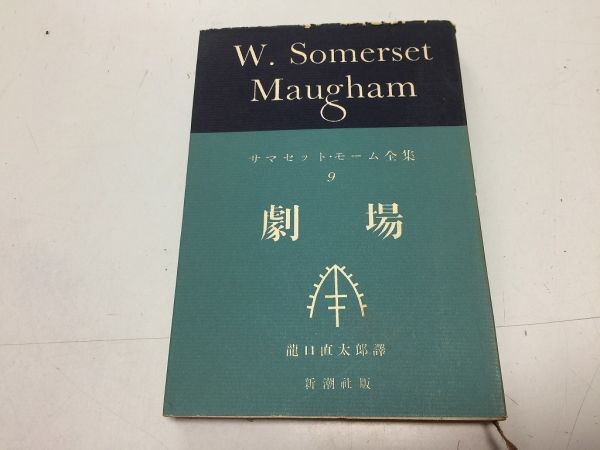 W. Somerset
Maugham
サマセット・モーム全集
9
劇場
龍口直太郎譯
新潮社版